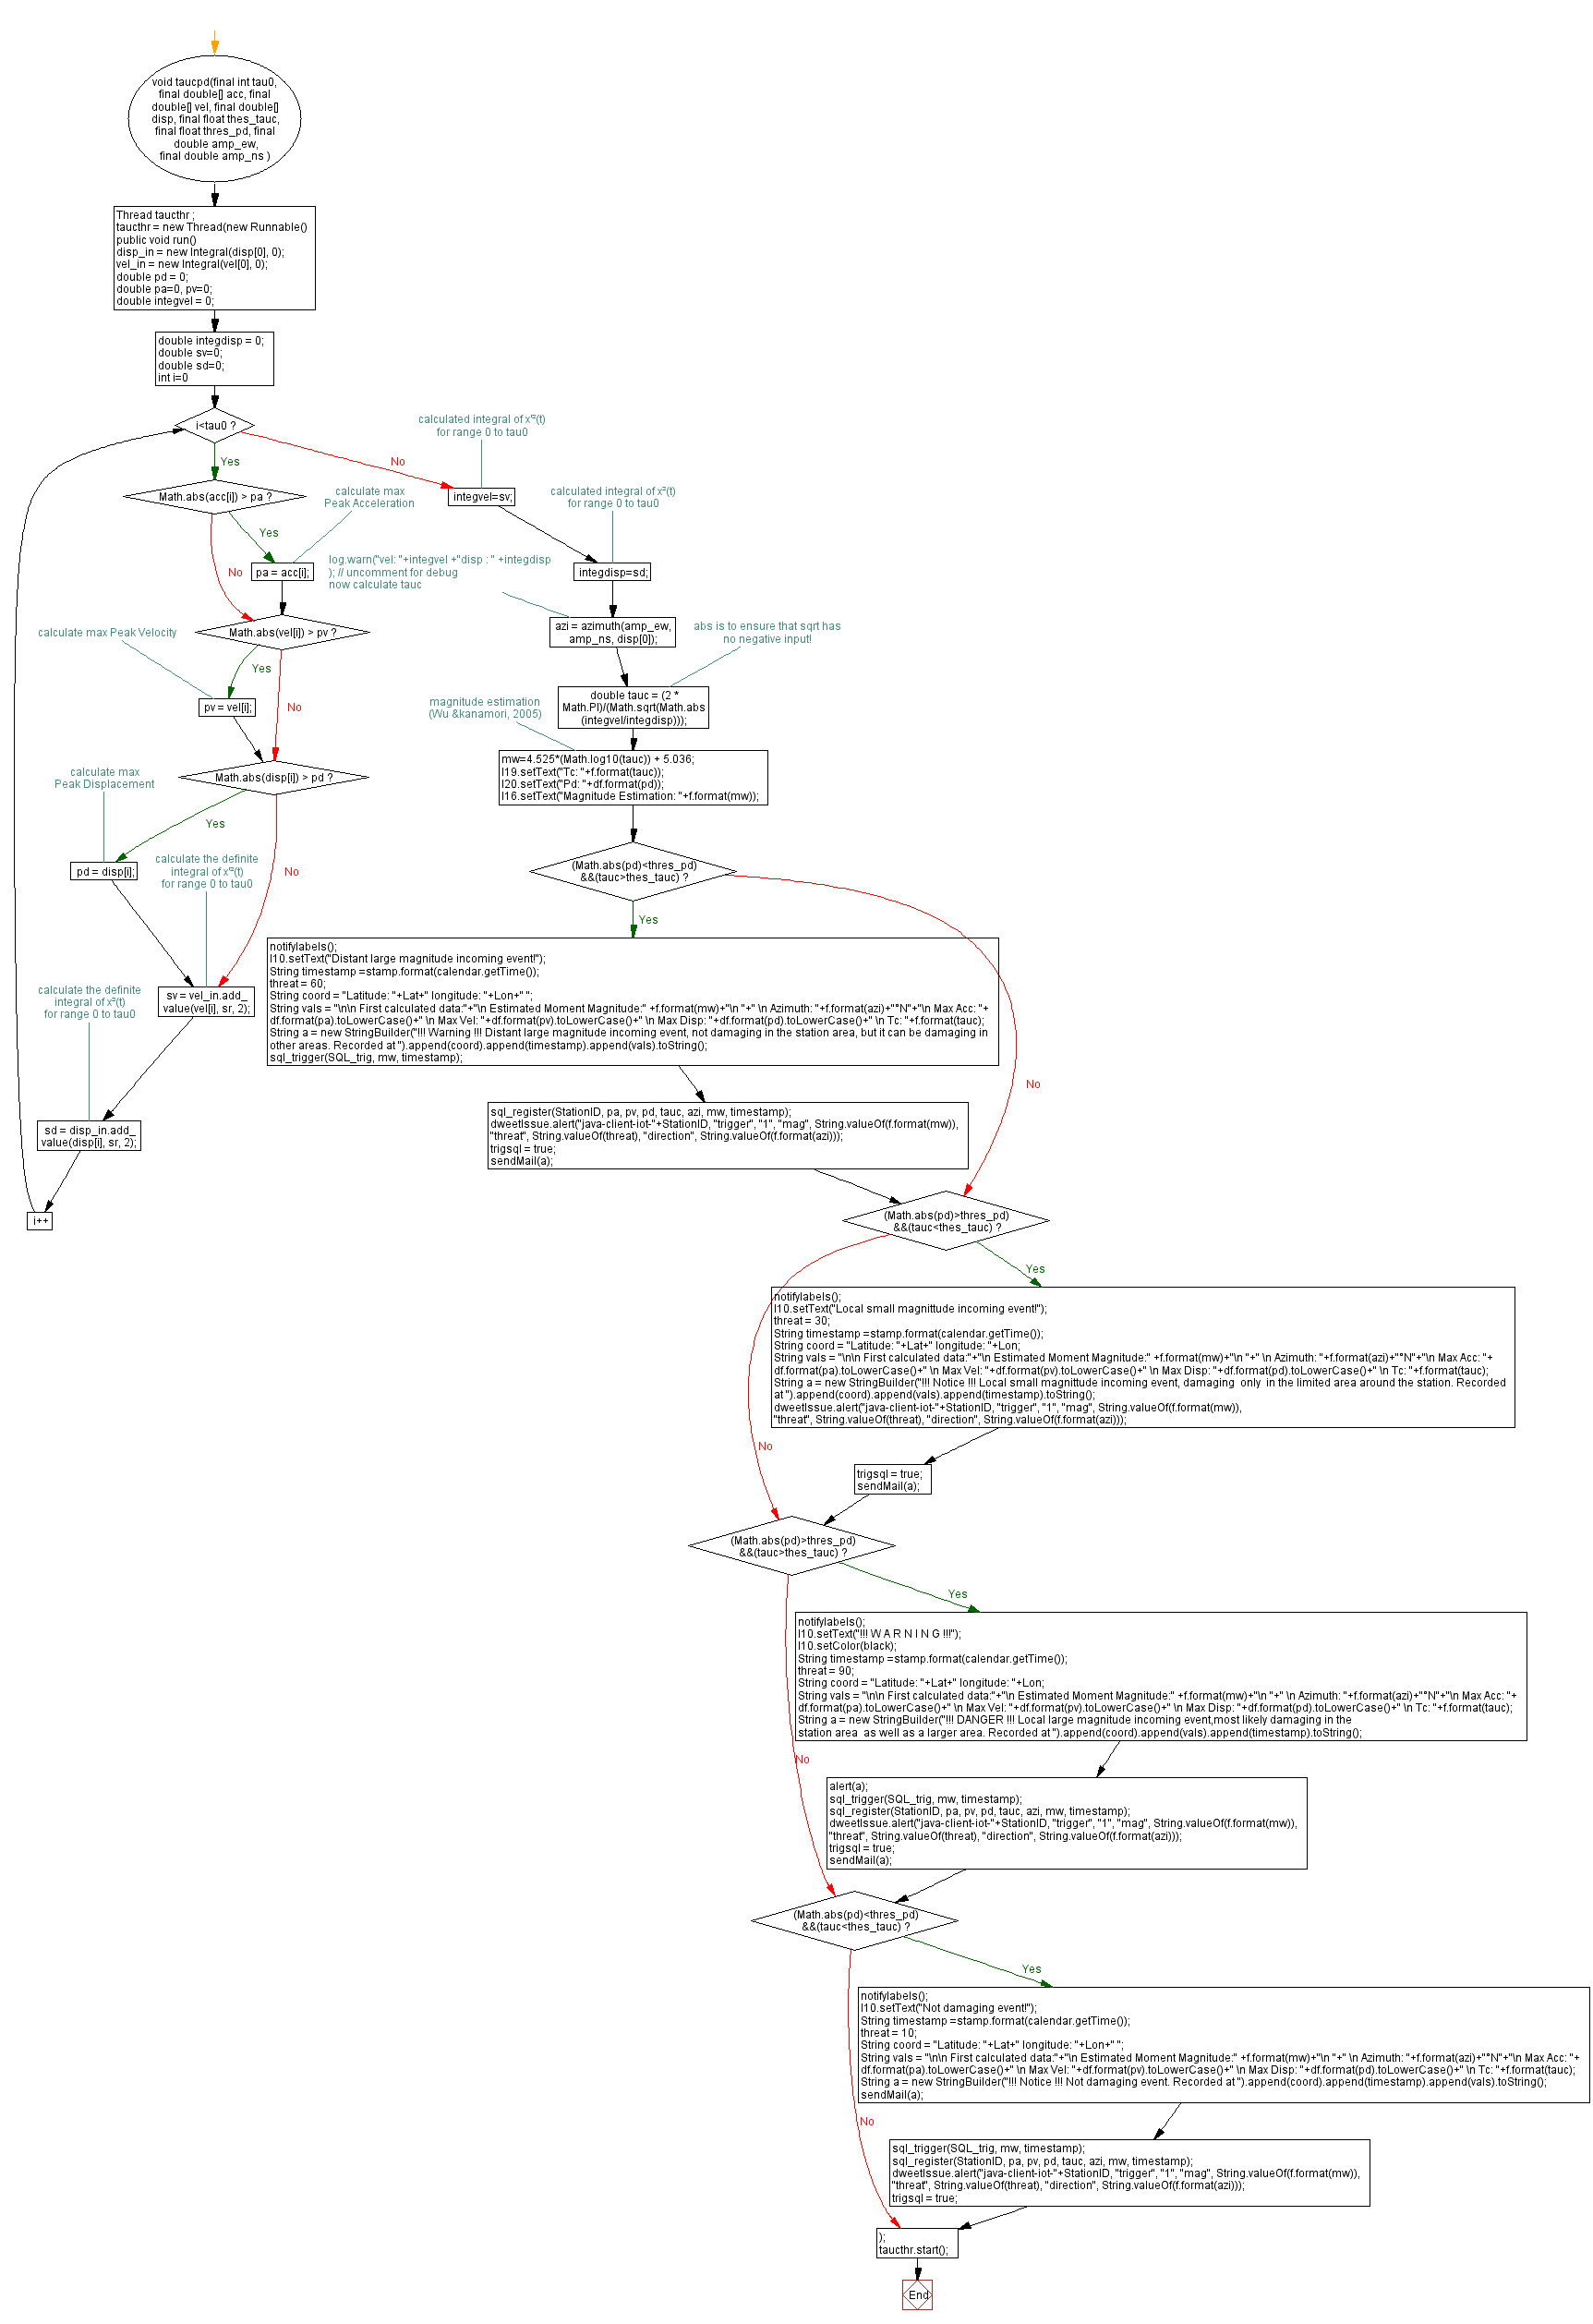 void taucpd(final int tau0,
final double[] acc, final
double[] vel, final double[]
disp, final float thes_tauc,
final float thres_pd, final
double amp_ew,
final double amp_ns )
Thread taucthr ;
taucthr = new Thread(new Runnable()
public void run()
disp_in = new Integral(disp[0], 0);
vel_in = new Integral(vel[0], 0);
double pd = 0;
double pa=0, pv=0;
double integvel = 0;
double integdisp = 0;
double sv=0;
double sd=0;
int i=0
i<tau0 ?
Yes
No
Math.abs(acc[i]) > pa ?
Yes
No
calculate max
Peak Acceleration
pa = acc[i];
Math.abs(vel[i]) > pv ?
Yes
No
calculate max Peak Velocity
pv = vel[i];
Math.abs(disp[i]) > pd ?
Yes
No
calculate max
Peak Displacement
pd = disp[i];
calculate the definite
integral of x'²(t)
for range 0 to tau0
sv = vel_in.add_
value(vel[i], sr, 2);
calculate the definite
integral of x²(t)
for range 0 to tau0
sd = disp_in.add_
value(disp[i], sr, 2);
i++
calculated integral of x'²(t)
for range 0 to tau0
integvel=sv;
calculated integral of x²(t)
for range 0 to tau0
integdisp=sd;
log.warn("vel: "+integvel +"disp : " +integdisp
); // uncomment for debug
now calculate tauc
azi = azimuth(amp_ew,
amp_ns, disp[0]);
abs is to ensure that sqrt has
no negative input!
double tauc = (2 *
Math.PI)/(Math.sqrt(Math.abs
(integvel/integdisp)));
magnitude estimation
(Wu &kanamori, 2005)
mw=4.525*(Math.log10(tauc)) + 5.036;
l19.setText("Tc: "+f.format(tauc));
l20.setText("Pd: "+df.format(pd));
l16.setText("Magnitude Estimation: "+f.format(mw));
(Math.abs(pd)<thres_pd)
&&(tauc>thes_tauc) ?
Yes
No
notifylabels();
l10.setText("Distant large magnitude incoming event!");
String timestamp =stamp.format(calendar.getTime());
threat = 60;
String coord = "Latitude: "+Lat+" longitude: "+Lon+" ";
String vals = "\n\n First calculated data:"+"\n Estimated Moment Magnitude:" +f.format(mw)+"\n "+" \n Azimuth: "+f.format(azi)+"°N"+"\n Max Acc: "+
df.format(pa).toLowerCase()+" \n Max Vel: "+df.format(pv).toLowerCase()+" \n Max Disp: "+df.format(pd).toLowerCase()+" \n Tc: "+f.format(tauc);
String a = new StringBuilder("!!! Warning !!! Distant large magnitude incoming event, not damaging in the station area, but it can be damaging in
other areas. Recorded at ").append(coord).append(timestamp).append(vals).toString();
sql_trigger(SQL_trig, mw, timestamp);
sql_register(StationID, pa, pv, pd, tauc, azi, mw, timestamp);
dweetIssue.alert("java-client-iot-"+StationID, "trigger", "1", "mag", String.valueOf(f.format(mw)),
"threat", String.valueOf(threat), "direction", String.valueOf(f.format(azi)));
trigsql = true;
sendMail(a);
(Math.abs(pd)>thres_pd)
&&(tauc<thes_tauc) ?
Yes
No
notifylabels();
l10.setText("Local small magnittude incoming event!");
threat = 30;
String timestamp =stamp.format(calendar.getTime());
String coord = "Latitude: "+Lat+" longitude: "+Lon;
String vals = "\n\n First calculated data:"+"\n Estimated Moment Magnitude:" +f.format(mw)+"\n "+" \n Azimuth: "+f.format(azi)+"°N"+"\n Max Acc: "+
df.format(pa).toLowerCase()+" \n Max Vel: "+df.format(pv).toLowerCase()+" \n Max Disp: "+df.format(pd).toLowerCase()+" \n Tc: "+f.format(tauc);
String a = new StringBuilder("!!! Notice !!! Local small magnittude incoming event, damaging  only  in the limited area around the station. Recorded
at ").append(coord).append(vals).append(timestamp).toString();
dweetIssue.alert("java-client-iot-"+StationID, "trigger", "1", "mag", String.valueOf(f.format(mw)),
"threat", String.valueOf(threat), "direction", String.valueOf(f.format(azi)));
trigsql = true;
sendMail(a);
(Math.abs(pd)>thres_pd)
&&(tauc>thes_tauc) ?
Yes
No
notifylabels();
l10.setText("!!! W A R N I N G !!!");
l10.setColor(black);
String timestamp =stamp.format(calendar.getTime());
threat = 90;
String coord = "Latitude: "+Lat+" longitude: "+Lon;
String vals = "\n\n First calculated data:"+"\n Estimated Moment Magnitude:" +f.format(mw)+"\n "+" \n Azimuth: "+f.format(azi)+"°N"+"\n Max Acc: "+
df.format(pa).toLowerCase()+" \n Max Vel: "+df.format(pv).toLowerCase()+" \n Max Disp: "+df.format(pd).toLowerCase()+" \n Tc: "+f.format(tauc);
String a = new StringBuilder("!!! DANGER !!! Local large magnitude incoming event,most likely damaging in the
station area  as well as a larger area. Recorded at ").append(coord).append(vals).append(timestamp).toString();
alert(a);
sql_trigger(SQL_trig, mw, timestamp);
sql_register(StationID, pa, pv, pd, tauc, azi, mw, timestamp);
dweetIssue.alert("java-client-iot-"+StationID, "trigger", "1", "mag", String.valueOf(f.format(mw)),
"threat", String.valueOf(threat), "direction", String.valueOf(f.format(azi)));
trigsql = true;
sendMail(a);
(Math.abs(pd)<thres_pd)
&&(tauc<thes_tauc) ?
Yes
No
notifylabels();
l10.setText("Not damaging event!");
String timestamp =stamp.format(calendar.getTime());
threat = 10;
String coord = "Latitude: "+Lat+" longitude: "+Lon+" ";
String vals = "\n\n First calculated data:"+"\n Estimated Moment Magnitude:" +f.format(mw)+"\n "+" \n Azimuth: "+f.format(azi)+"°N"+"\n Max Acc: "+
df.format(pa).toLowerCase()+" \n Max Vel: "+df.format(pv).toLowerCase()+" \n Max Disp: "+df.format(pd).toLowerCase()+" \n Tc: "+f.format(tauc);
String a = new StringBuilder("!!! Notice !!! Not damaging event. Recorded at ").append(coord).append(timestamp).append(vals).toString();
sendMail(a);
sql_trigger(SQL_trig, mw, timestamp);
sql_register(StationID, pa, pv, pd, tauc, azi, mw, timestamp);
dweetIssue.alert("java-client-iot-"+StationID, "trigger", "1", "mag", String.valueOf(f.format(mw)),
"threat", String.valueOf(threat), "direction", String.valueOf(f.format(azi)));
trigsql = true;
);
taucthr.start();
End